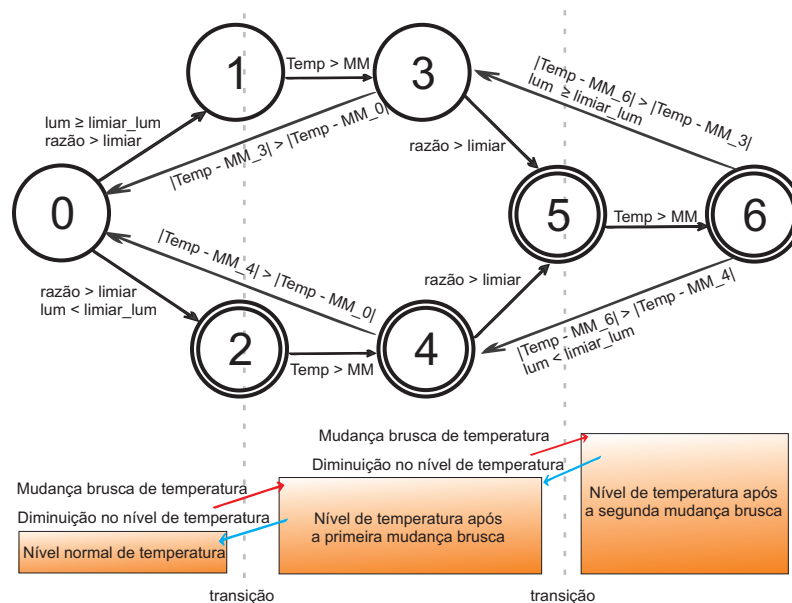 1
Temp > MM
3
|Temp - MM_6| > |Temp - MM_3|
lum ≥ limiar_lum
lum ≥ limiar_lum
razão > limiar
|Temp - MM_3| > |Temp - MM_0|
razão > limiar
0
5
Temp > MM
6
|Temp - MM_4| > |Temp - MM_0|
razão > limiar
razão > limiar
lum < limiar_lum
|Temp - MM_6| > |Temp - MM_4|
lum < limiar_lum
2
Temp > MM
4
Mudança brusca de temperatura
Diminuição no nível de temperatura
Mudança brusca de temperatura
Diminuição no nível de temperatura
Nível normal de temperatura
Nível de temperatura após
a primeira mudança brusca
Nível de temperatura após
a segunda mudança brusca
transição
transição